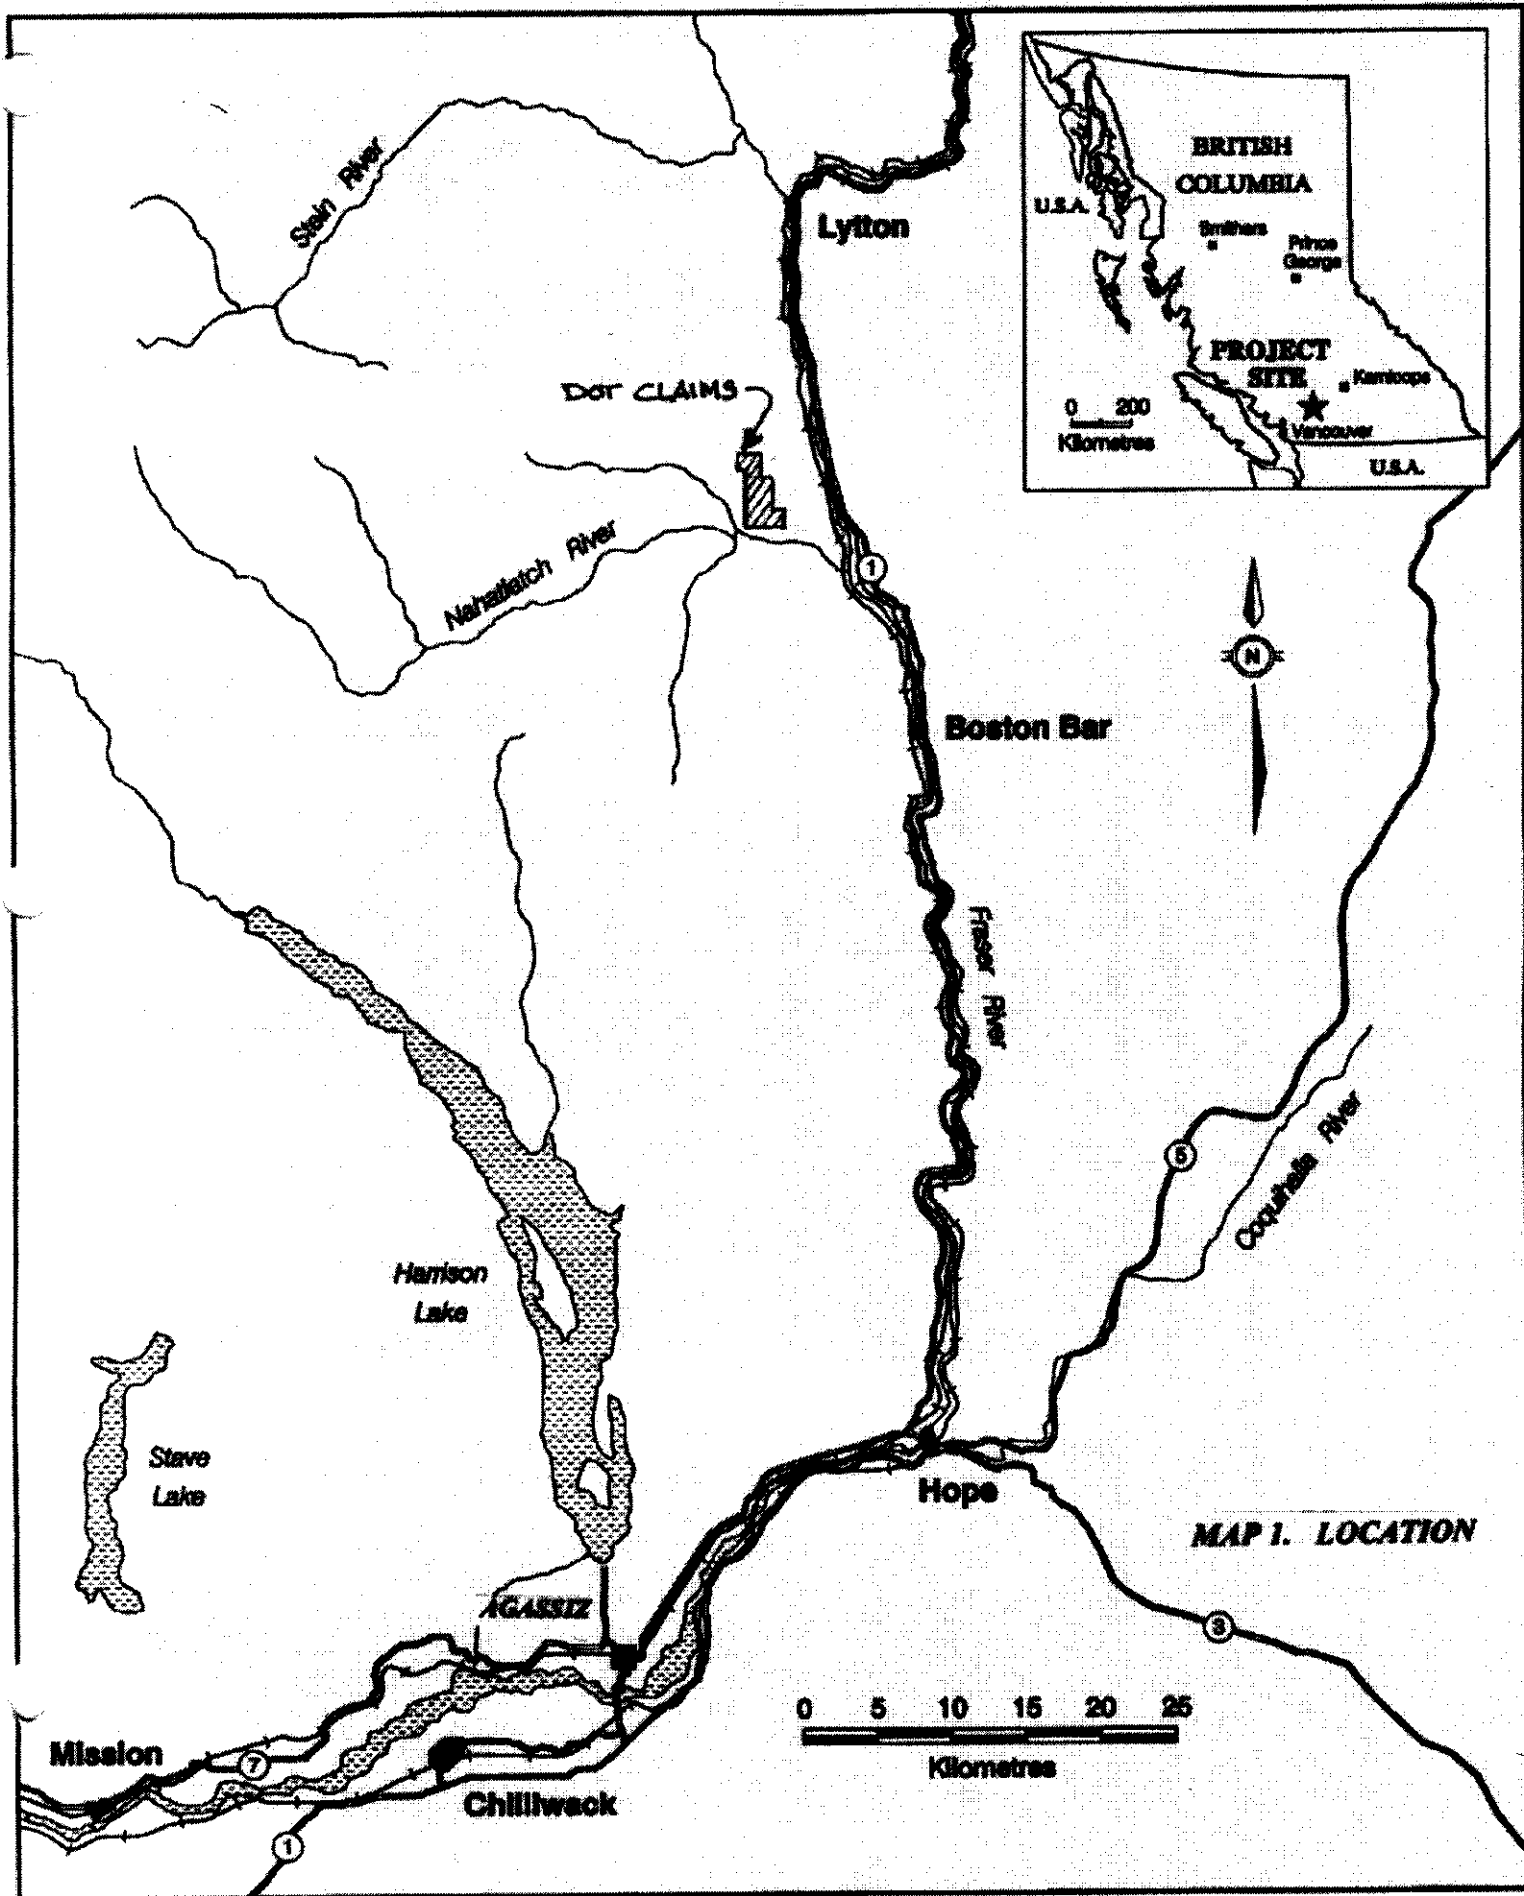 BRITISH
COLUMBIA
U.S.A.
Smithers
Prince
George
PROJECT
SITE
Kamloops
0 200
Kilometres
Vancouver
U.S.A.
Stein River
Lytton
DOT CLAIMS
Nahatlatch River
1
N
Boston Bar
Fraser River
5
Coquihalla River
Harrison
Lake
Stave
Lake
Hope
MAP 1. LOCATION
AGASSIZ
3
0 5 10 15 20 25
Kilometres
Mission
7
Chilliwack
1